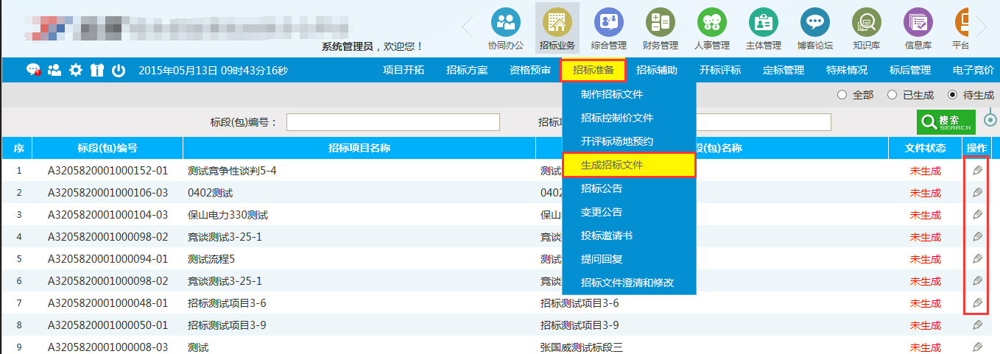 协同办公 招标业务 综合管理 财务管理 人事管理 主体管理 博客论坛 知识库 信息库 平台
系统管理员，欢迎您！
2015年05月13日 09时43分16秒 项目开拓 招标方案 资格预审 招标准备 招标辅助 开标评标 定标管理 特殊情况 标后管理 电子竞价
制作招标文件
招标控制价文件
开评标场地预约
生成招标文件
招标公告
变更公告
投标邀请书
提问回复
招标文件澄清和修改
全部 已生成 待生成
标段(包)编号： 招标项 搜索
SEARCH
序 标段(包)编号 招标项目名称 段(包)名称 文件状态 操作
1 A3205820001000152-01 测试竞争性谈判5-4 测试 未生成
2 A3205820001000106-03 0402测试 0402 未生成
3 A3205820001000104-03 保山电力330测试 保山 未生成
4 A3205820001000098-02 竞谈测试3-25-1 竞谈 未生成
5 A3205820001000094-01 测试流程5 测试 未生成
6 A3205820001000098-02 竞谈测试3-25-1 竞谈 未生成
7 A3205820001000048-01 招标测试项目3-6 招标测试项目3-6 未生成
8 A3205820001000050-01 招标测试项目3-9 招标测试项目3-9 未生成
9 A3205820001000008-03 测试 张国威测试标段三 未生成